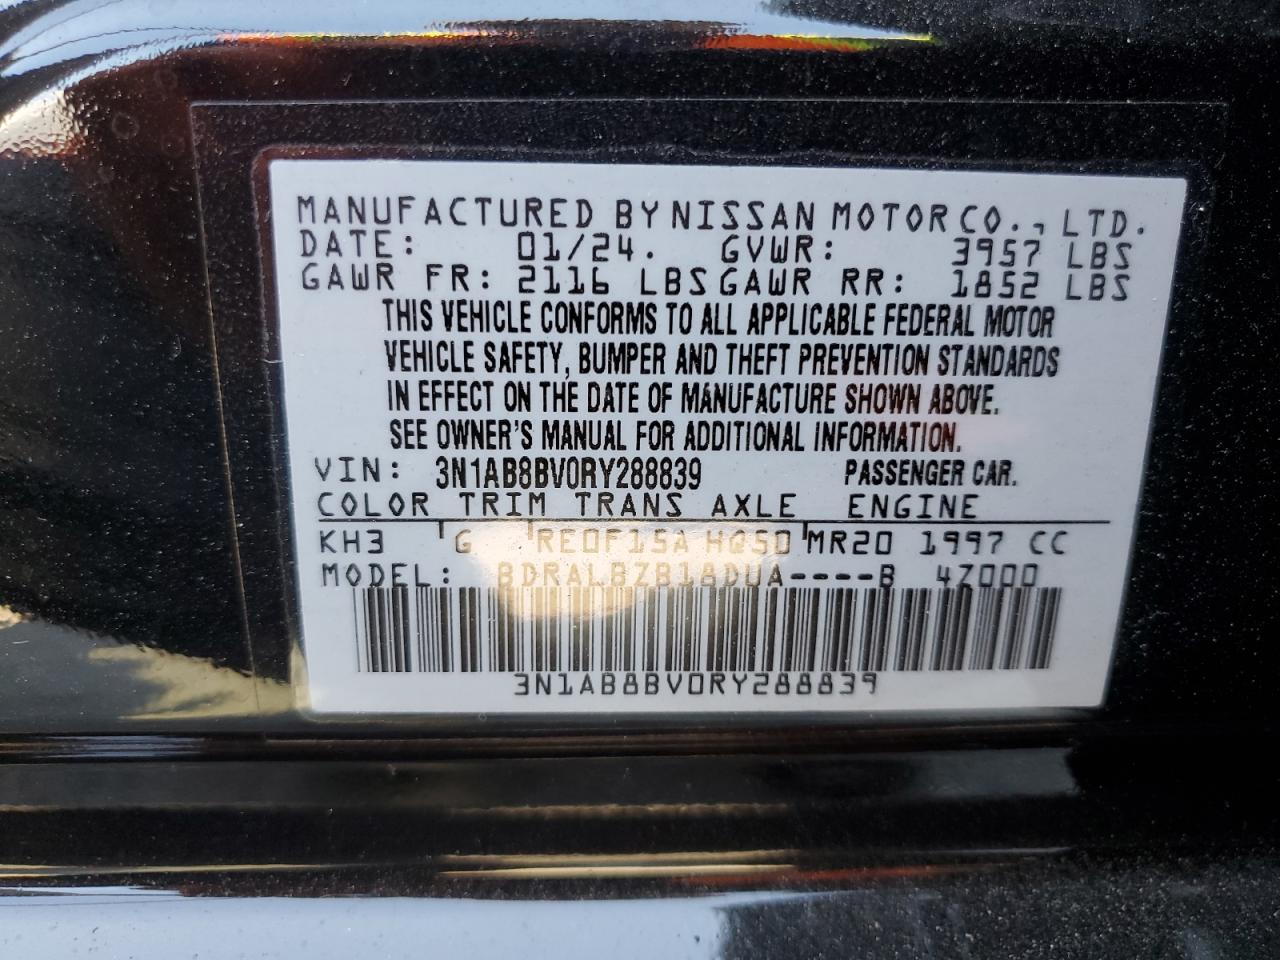 MANUFACTURED BY NISSAN MOTOR CO., LTD.
DATE: 01/24. GVWR: 3957 LBS
GAWR FR: 2116 LBS GAWR RR: 1852 LBS
THIS VEHICLE CONFORMS TO ALL APPLICABLE FEDERAL MOTOR
VEHICLE SAFETY, BUMPER AND THEFT PREVENTION STANDARDS
IN EFFECT ON THE DATE OF MANUFACTURE SHOWN ABOVE.
SEE OWNER'S MANUAL FOR ADDITIONAL INFORMATION.
VIN: 3N1AB8BV0RY288839 PASSENGER CAR.
COLOR TRIM TRANS AXLE ENGINE
KH3 G RE0F15A HQ50 MR20 1997 CC
MODEL: BDRALBZB18DUA----B 4Z000
3N1AB8BV0RY288839